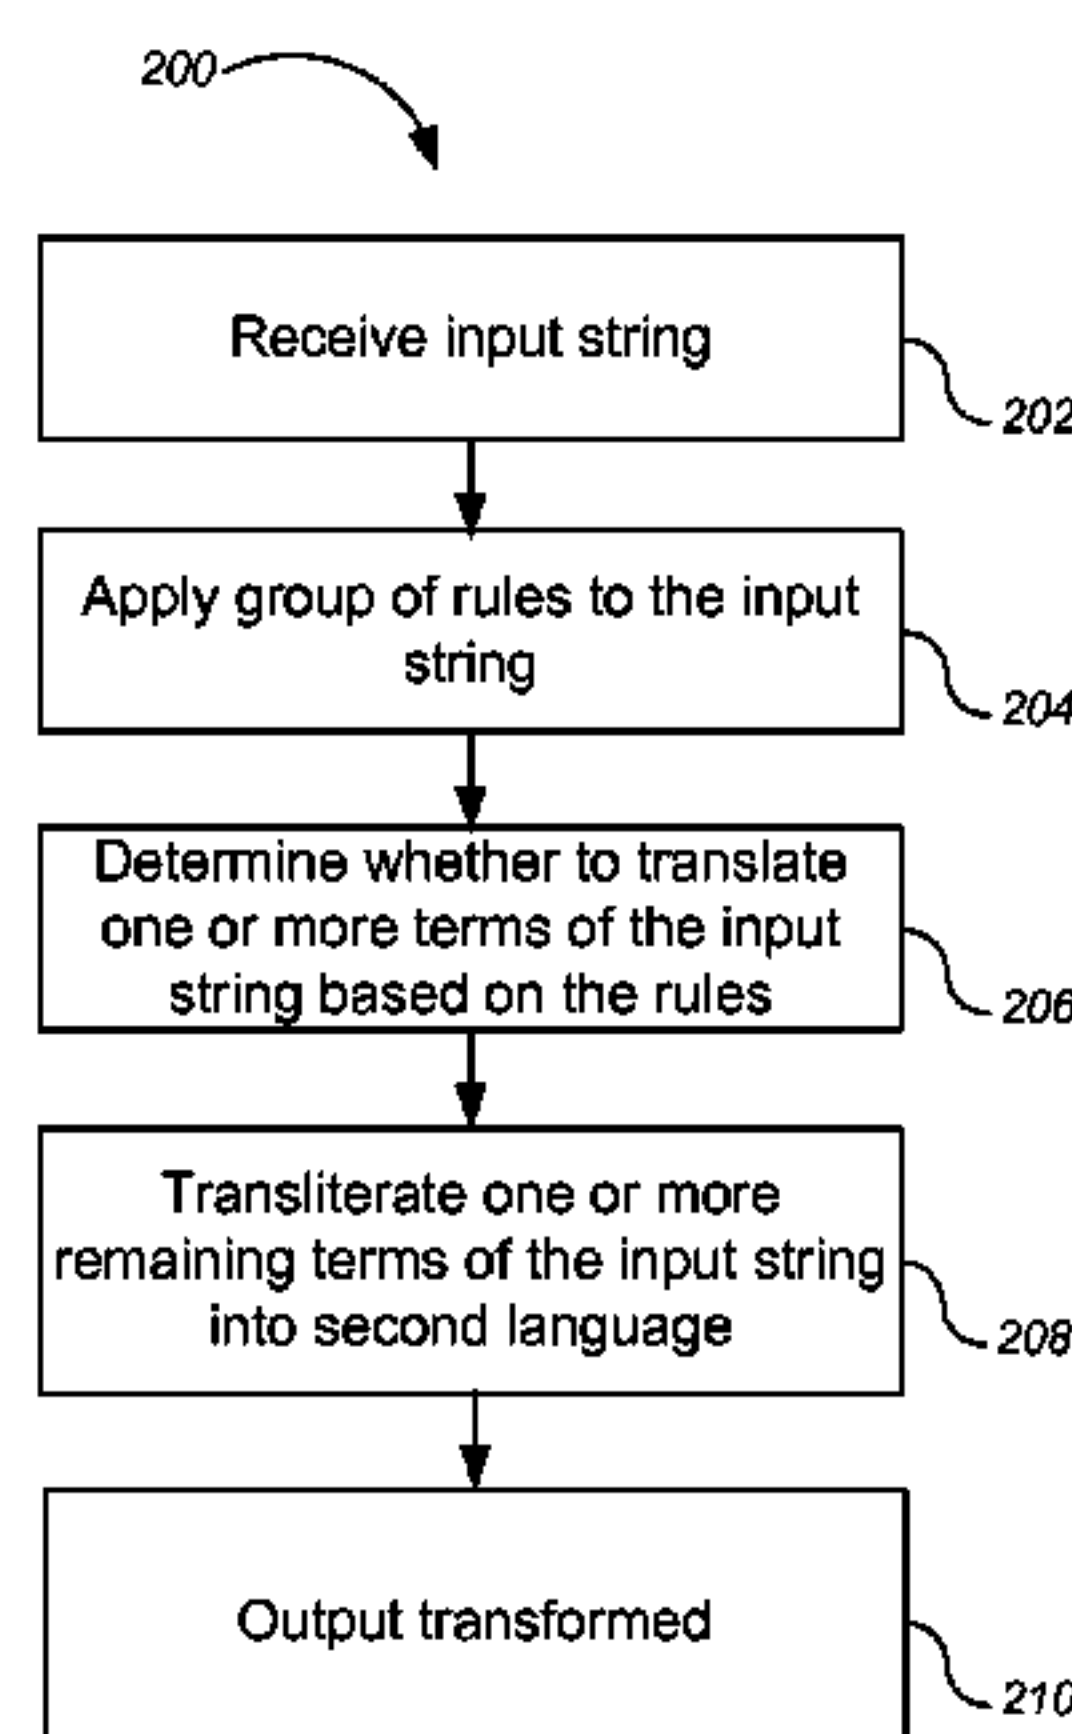 200
Receive input string
202
Apply group of rules to the input
string
204
Determine whether to translate
one or more terms of the input
string based on the rules
206
Transliterate one or more
remaining terms of the input string
into second language
208
Output transformed
210